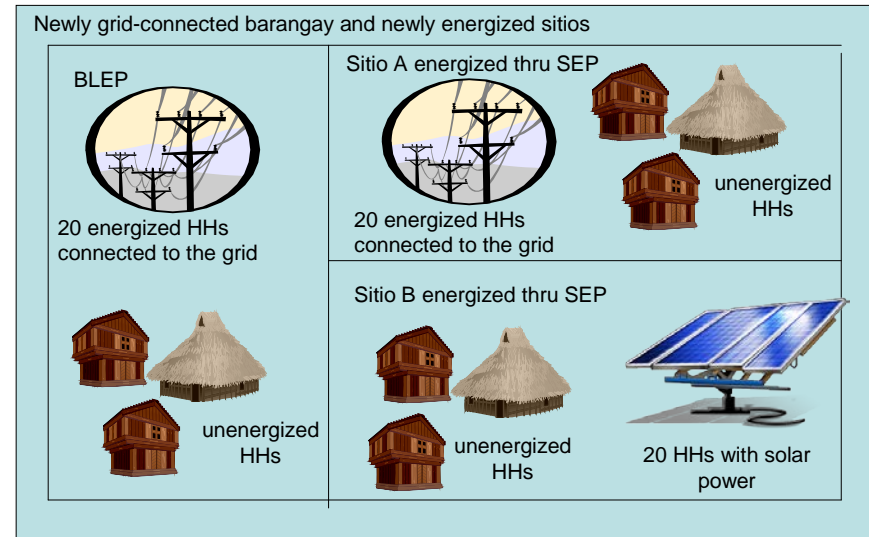 Newly grid-connected barangay and newly energized sitios
BLEP
20 energized HHs
connected to the grid
unenergized
HHs
Sitio A energized thru SEP
20 energized HHs
connected to the grid
unenergized
HHs
Sitio B energized thru SEP
unenergized
HHs
20 HHs with solar
power